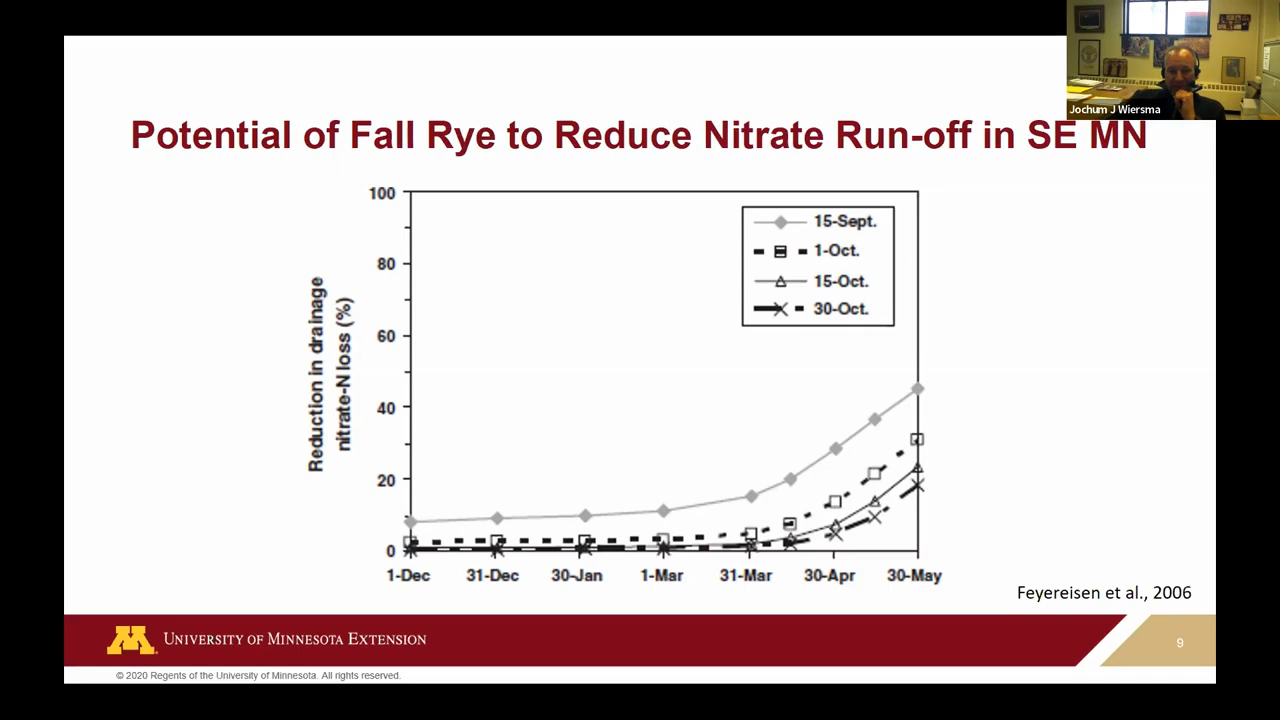 Jochum J Wiersma
Potential of Fall Rye to Reduce Nitrate Run-off in SE MN
Reduction in drainage
nitrate-N loss (%)
100
80
60
40
20
0
15-Sept.
1-Oct.
15-Oct.
30-Oct.
1-Dec 31-Dec 30-Jan 1-Mar 31-Mar 30-Apr 30-May
Feyereisen et al., 2006
UNIVERSITY OF MINNESOTA EXTENSION
9
© 2020 Regents of the University of Minnesota. All rights reserved.